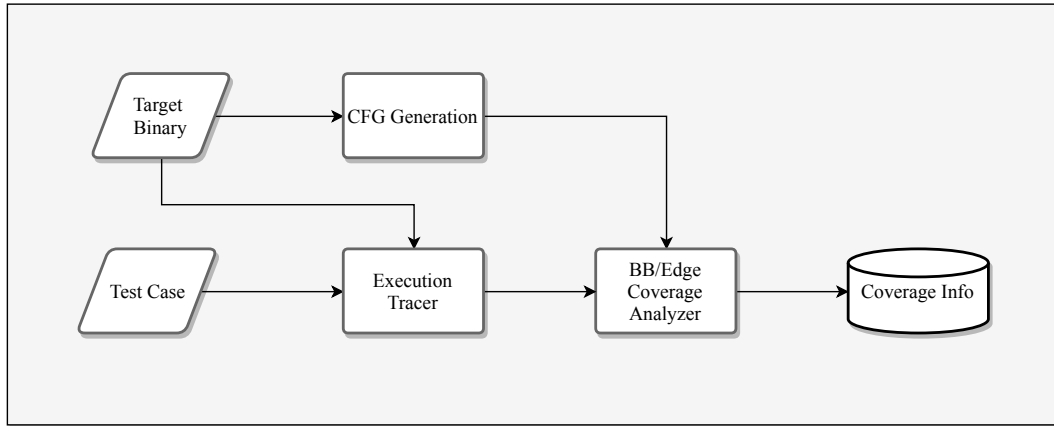 Target
Binary
CFG Generation
Test Case
Execution
Tracer
BB/Edge
Coverage
Analyzer
Coverage Info